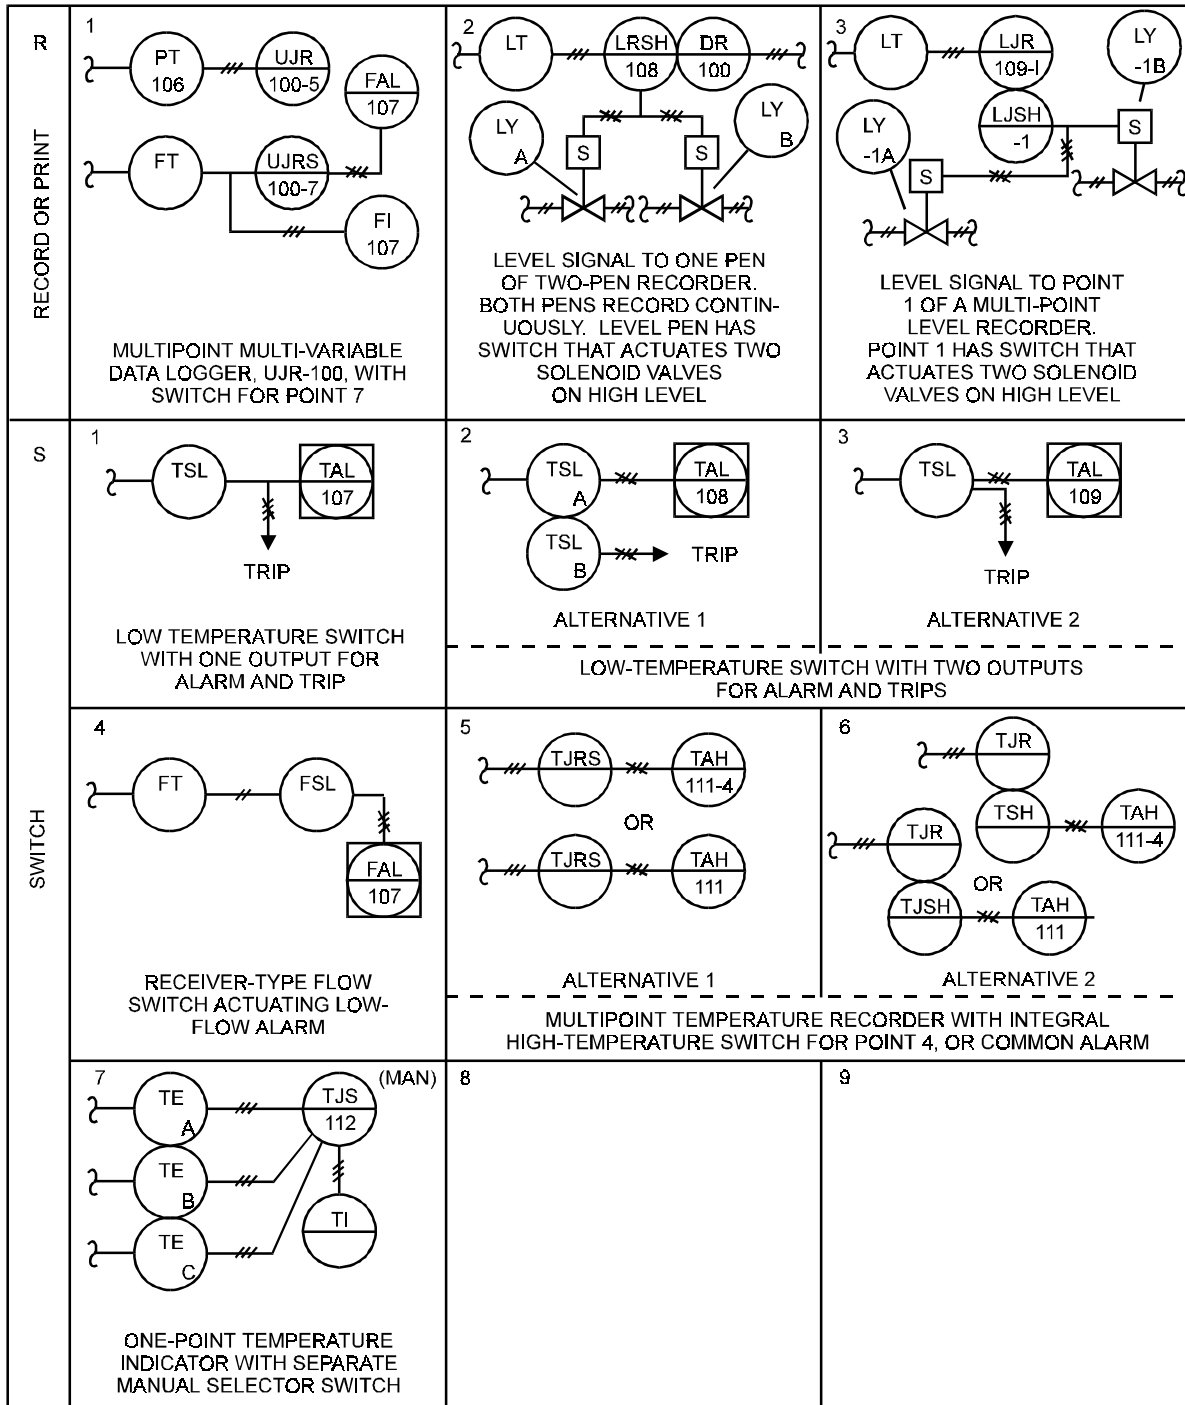 R
RECORD OR PRINT
1
PT
106
UJR
100-5
FAL
107
FT
UJRS
100-7
FI
107
MULTIPOINT MULTI-VARIABLE
DATA LOGGER, UJR-100, WITH
SWITCH FOR POINT 7
2
LT
LRSH
108
DR
100
LY
A
S
S
LY
B
LEVEL SIGNAL TO ONE PEN
OF TWO-PEN RECORDER.
BOTH PENS RECORD CONTIN-
UOUSLY. LEVEL PEN HAS
SWITCH THAT ACTUATES TWO
SOLENOID VALVES
ON HIGH LEVEL
3
LT
LJR
109-I
LY
-1B
LJSH
-1
LY
-1A
S
S
LEVEL SIGNAL TO POINT
1 OF A MULTI-POINT
LEVEL RECORDER.
POINT 1 HAS SWITCH THAT
ACTUATES TWO SOLENOID
VALVES ON HIGH LEVEL
S
SWITCH
1
TSL
TAL
107
TRIP
LOW TEMPERATURE SWITCH
WITH ONE OUTPUT FOR
ALARM AND TRIP
2
TSL
A
TAL
108
TSL
B
TRIP
ALTERNATIVE 1
3
TSL
TAL
109
TRIP
ALTERNATIVE 2
LOW-TEMPERATURE SWITCH WITH TWO OUTPUTS
FOR ALARM AND TRIPS
4
FT
FSL
FAL
107
RECEIVER-TYPE FLOW
SWITCH ACTUATING LOW-
FLOW ALARM
5
TJRS
TAH
111-4
OR
TJRS
TAH
111
ALTERNATIVE 1
6
TJR
TSH
TAH
111-4
TJR
OR
TJSH
TAH
111
ALTERNATIVE 2
MULTIPOINT TEMPERATURE RECORDER WITH INTEGRAL
HIGH-TEMPERATURE SWITCH FOR POINT 4, OR COMMON ALARM
7
(MAN)
TE
A
TJS
112
TE
B
TI
TE
C
ONE-POINT TEMPERATURE
INDICATOR WITH SEPARATE
MANUAL SELECTOR SWITCH
8
9